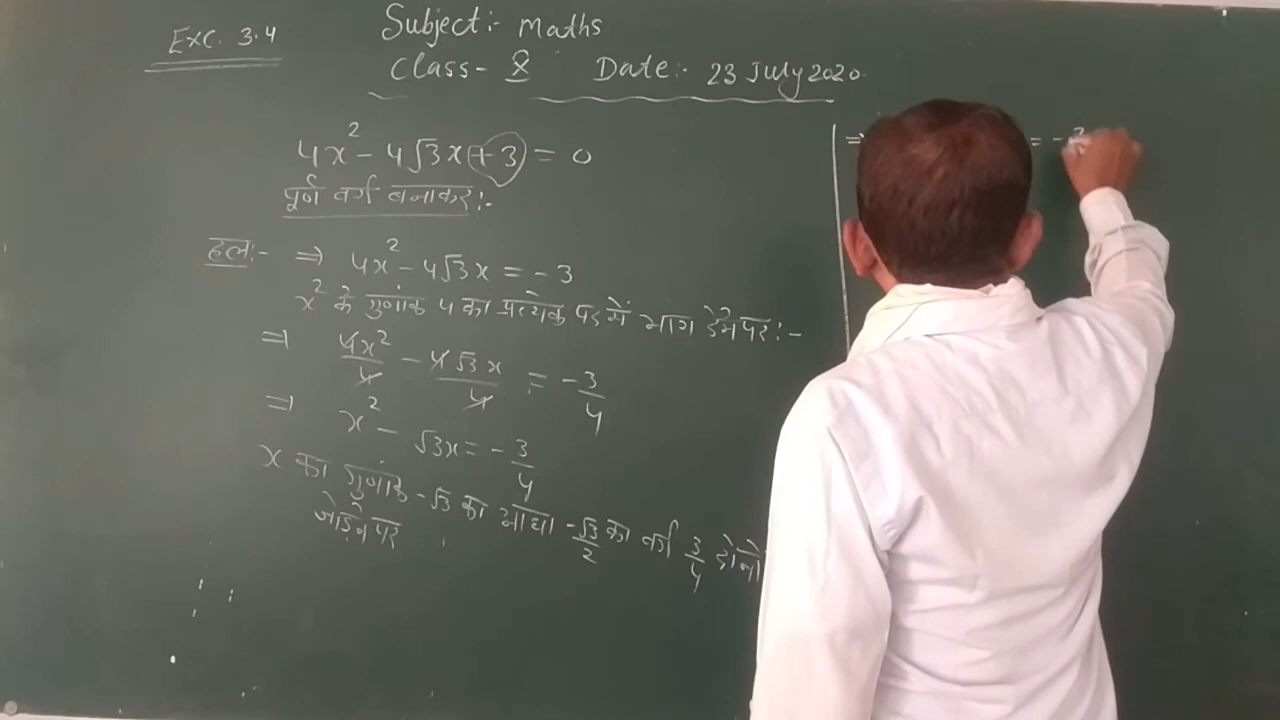 Exc. 3.4
Subject:- Maths
Class- X Date:- 23 July 2020
4x² - 4√3x + 3 = 0
पूर्ण वर्ग बनाकर:-
हल:- ⇒ 4x² - 4√3x = -3
x² के गुणांक 4 का प्रत्येक पद में भाग देने पर:-
⇒ 4x²/4 - 4√3x/4 = -3/4
⇒ x² - √3x = -3/4
x का गुणांक -√3 का आधा -√3/2 का वर्ग 3/4 दोनो
जोड़ने पर
⇒ = -3